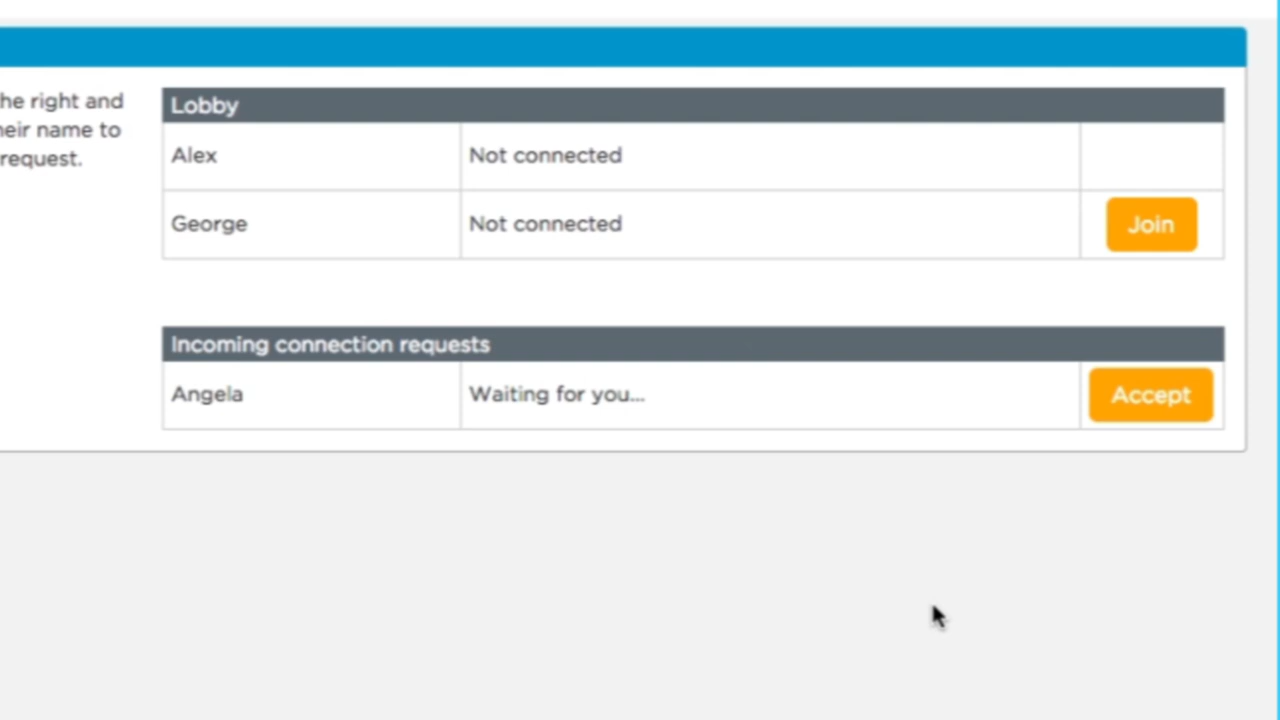 he right and
heir name to
request.
Lobby
Alex Not connected
George Not connected Join
Incoming connection requests
Angela Waiting for you... Accept